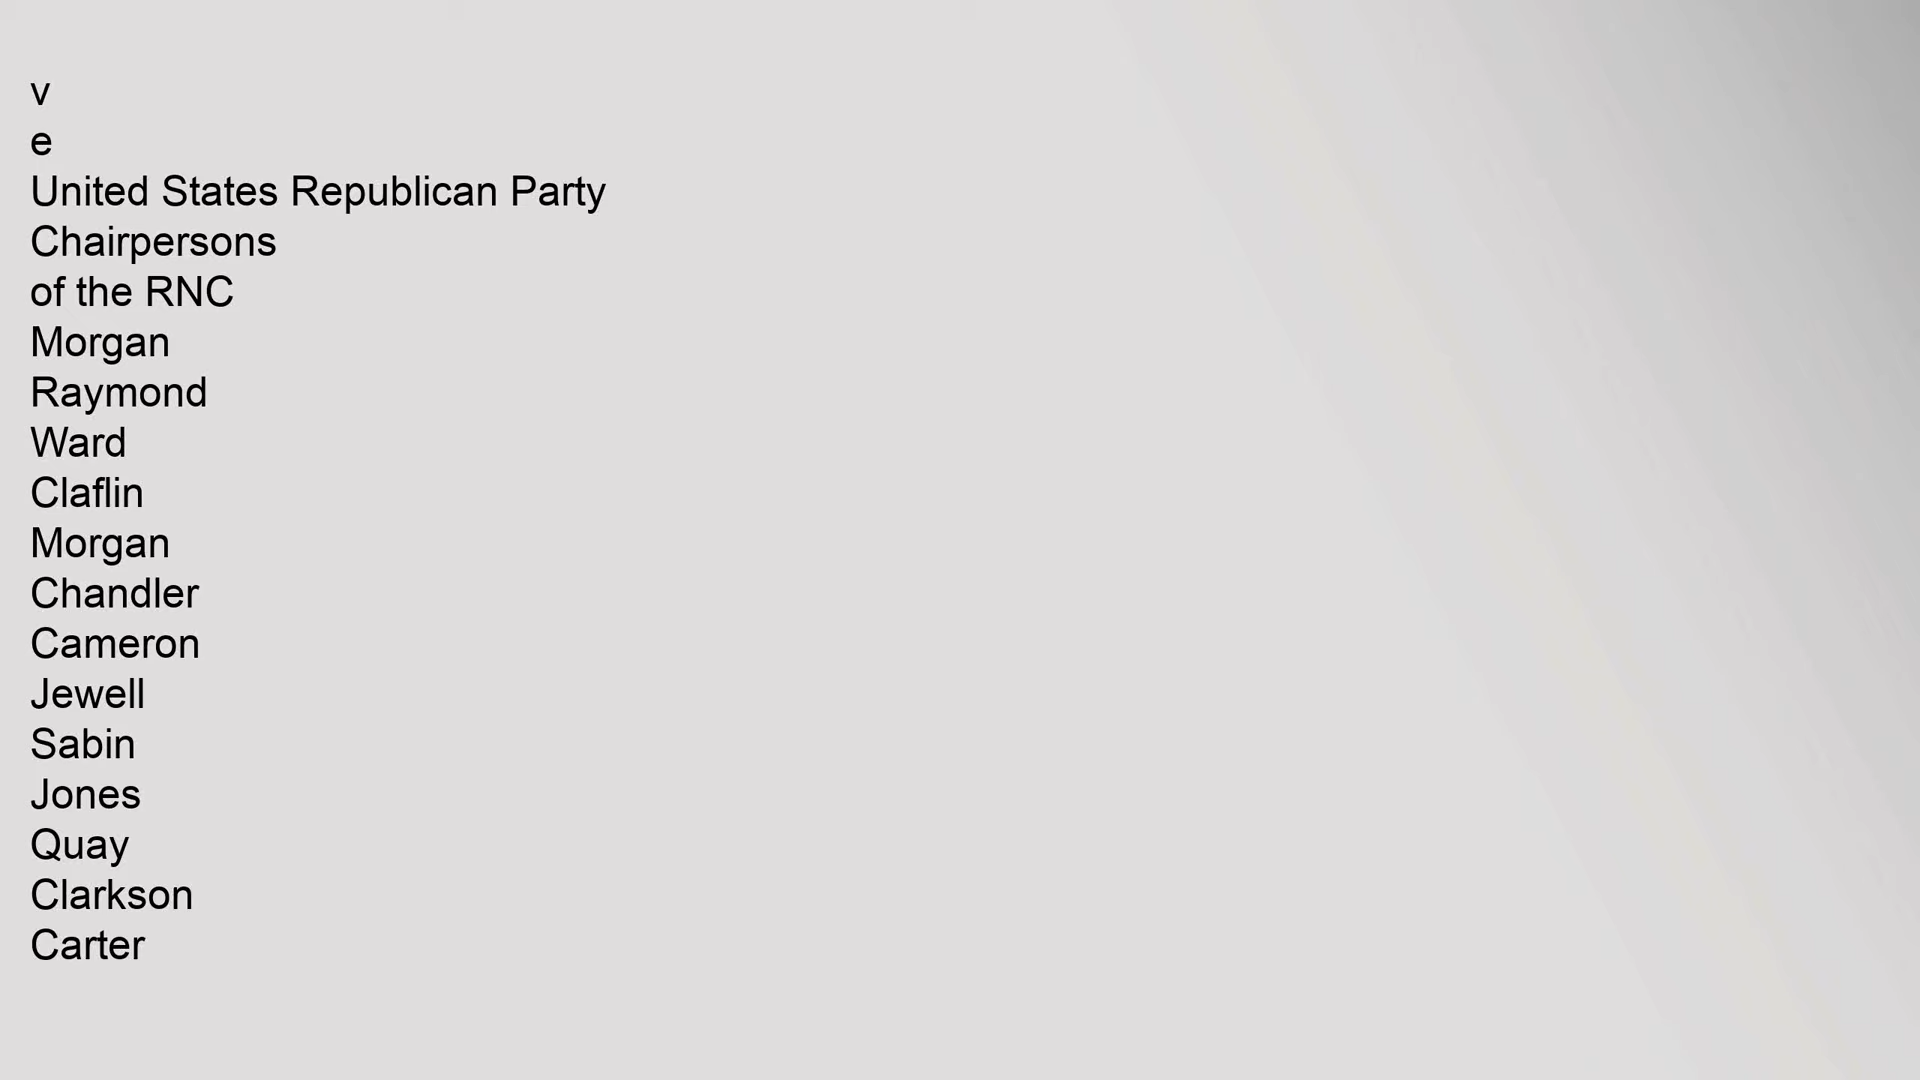 v
e
United States Republican Party
Chairpersons
of the RNC
Morgan
Raymond
Ward
Claflin
Morgan
Chandler
Cameron
Jewell
Sabin
Jones
Quay
Clarkson
Carter